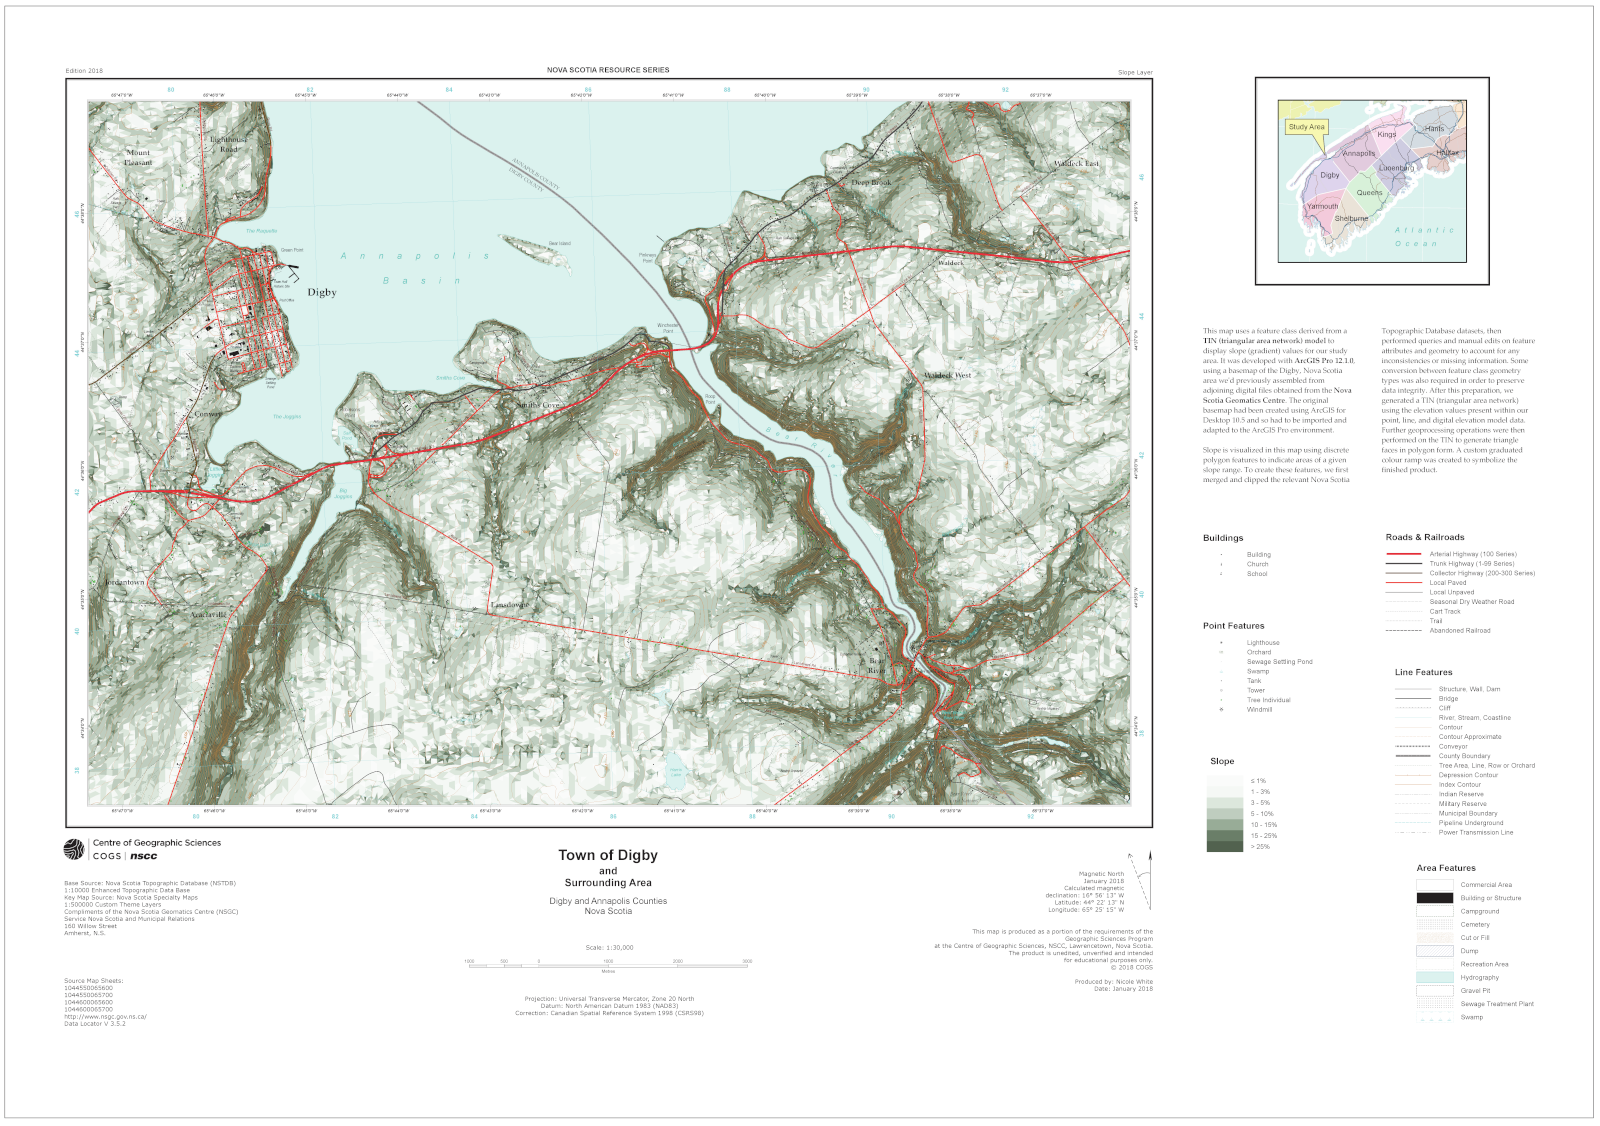 Edition 2018
NOVA SCOTIA RESOURCE SERIES
Slope Layer
Mount
Pleasant
Lighthouse
Road
The Raquette
Digby
Annapolis
Basin
ANNAPOLIS COUNTY
DIGBY COUNTY
Bear Island
Deep Brook
Waldeck East
Waldeck
Winchester
Point
Smiths Cove
Smiths Cove
Waldeck West
Conway
The Joggins
Big
Joggins
Jordantown
Acaciaville
Lansdowne
Bear
River
Study Area
Kings
Hants
Annapolis
Halifax
Lunenburg
Digby
Queens
Yarmouth
Shelburne
Atlantic
Ocean
This map uses a feature class derived from a
TIN (triangular area network) model to
display slope (gradient) values for our study
area. It was developed with ArcGIS Pro 12.1.0,
using a basemap of the Digby, Nova Scotia
area we'd previously assembled from
adjoining digital files obtained from the Nova
Scotia Geomatics Centre. The original
basemap had been created using ArcGIS for
Desktop 10.5 and so had to be imported and
adapted to the ArcGIS Pro environment.
Slope is visualized in this map using discrete
polygon features to indicate areas of a given
slope range. To create these features, we first
merged and clipped the relevant Nova Scotia
Topographic Database datasets, then
performed queries and manual edits on feature
attributes and geometry to account for any
inconsistencies or missing information. Some
conversion between feature class geometry
types was also required in order to preserve
data integrity. After this preparation, we
generated a TIN (triangular area network)
using the elevation values present within our
point, line, and digital elevation model data.
Further geoprocessing operations were then
performed on the TIN to generate triangle
faces in polygon form. A custom graduated
colour ramp was created to symbolize the
finished product.
Buildings
Building
Church
School
Point Features
Lighthouse
Orchard
Sewage Settling Pond
Swamp
Tank
Tower
Tree Individual
Windmill
Slope
≤ 1%
1 - 3%
3 - 5%
5 - 10%
10 - 15%
15 - 25%
> 25%
Roads & Railroads
Arterial Highway (100 Series)
Trunk Highway (1-99 Series)
Collector Highway (200-300 Series)
Local Paved
Local Unpaved
Seasonal Dry Weather Road
Cart Track
Trail
Abandoned Railroad
Line Features
Structure, Wall, Dam
Bridge
Cliff
River, Stream, Coastline
Contour
Contour Approximate
Conveyor
County Boundary
Tree Area, Line, Row or Orchard
Depression Contour
Index Contour
Indian Reserve
Military Reserve
Municipal Boundary
Pipeline Underground
Power Transmission Line
Area Features
Commercial Area
Building or Structure
Campground
Cemetery
Cut or Fill
Dump
Recreation Area
Hydrography
Gravel Pit
Sewage Treatment Plant
Swamp
Centre of Geographic Sciences
COGS | nscc
Base Source: Nova Scotia Topographic Database (NSTDB)
1:10000 Enhanced Topographic Data Base
Key Map Source: Nova Scotia Specialty Maps
1:500000 Custom Theme Layers
Compliments of the Nova Scotia Geomatics Centre (NSGC)
Service Nova Scotia and Municipal Relations
160 Willow Street
Amherst, N.S.
Source Map Sheets:
1044550065600
1044550065700
1044600065600
1044600065700
http://www.nsgc.gov.ns.ca/
Data Locator V 3.5.2
Town of Digby
and
Surrounding Area
Digby and Annapolis Counties
Nova Scotia
Scale: 1:30,000
1000 500 0 1000 2000 3000
Metres
Projection: Universal Transverse Mercator, Zone 20 North
Datum: North American Datum 1983 (NAD83)
Correction: Canadian Spatial Reference System 1998 (CSRS98)
Magnetic North
January 2018
Calculated magnetic
declination: 16° 56' 13" W
Latitude: 44° 22' 13" N
Longitude: 65° 25' 15" W
This map is produced as a portion of the requirements of the
Geographic Sciences Program
at the Centre of Geographic Sciences, NSCC, Lawrencetown, Nova Scotia.
The product is unedited, unverified and intended
for educational purposes only.
© 2018 COGS
Produced by: Nicole White
Date: January 2018